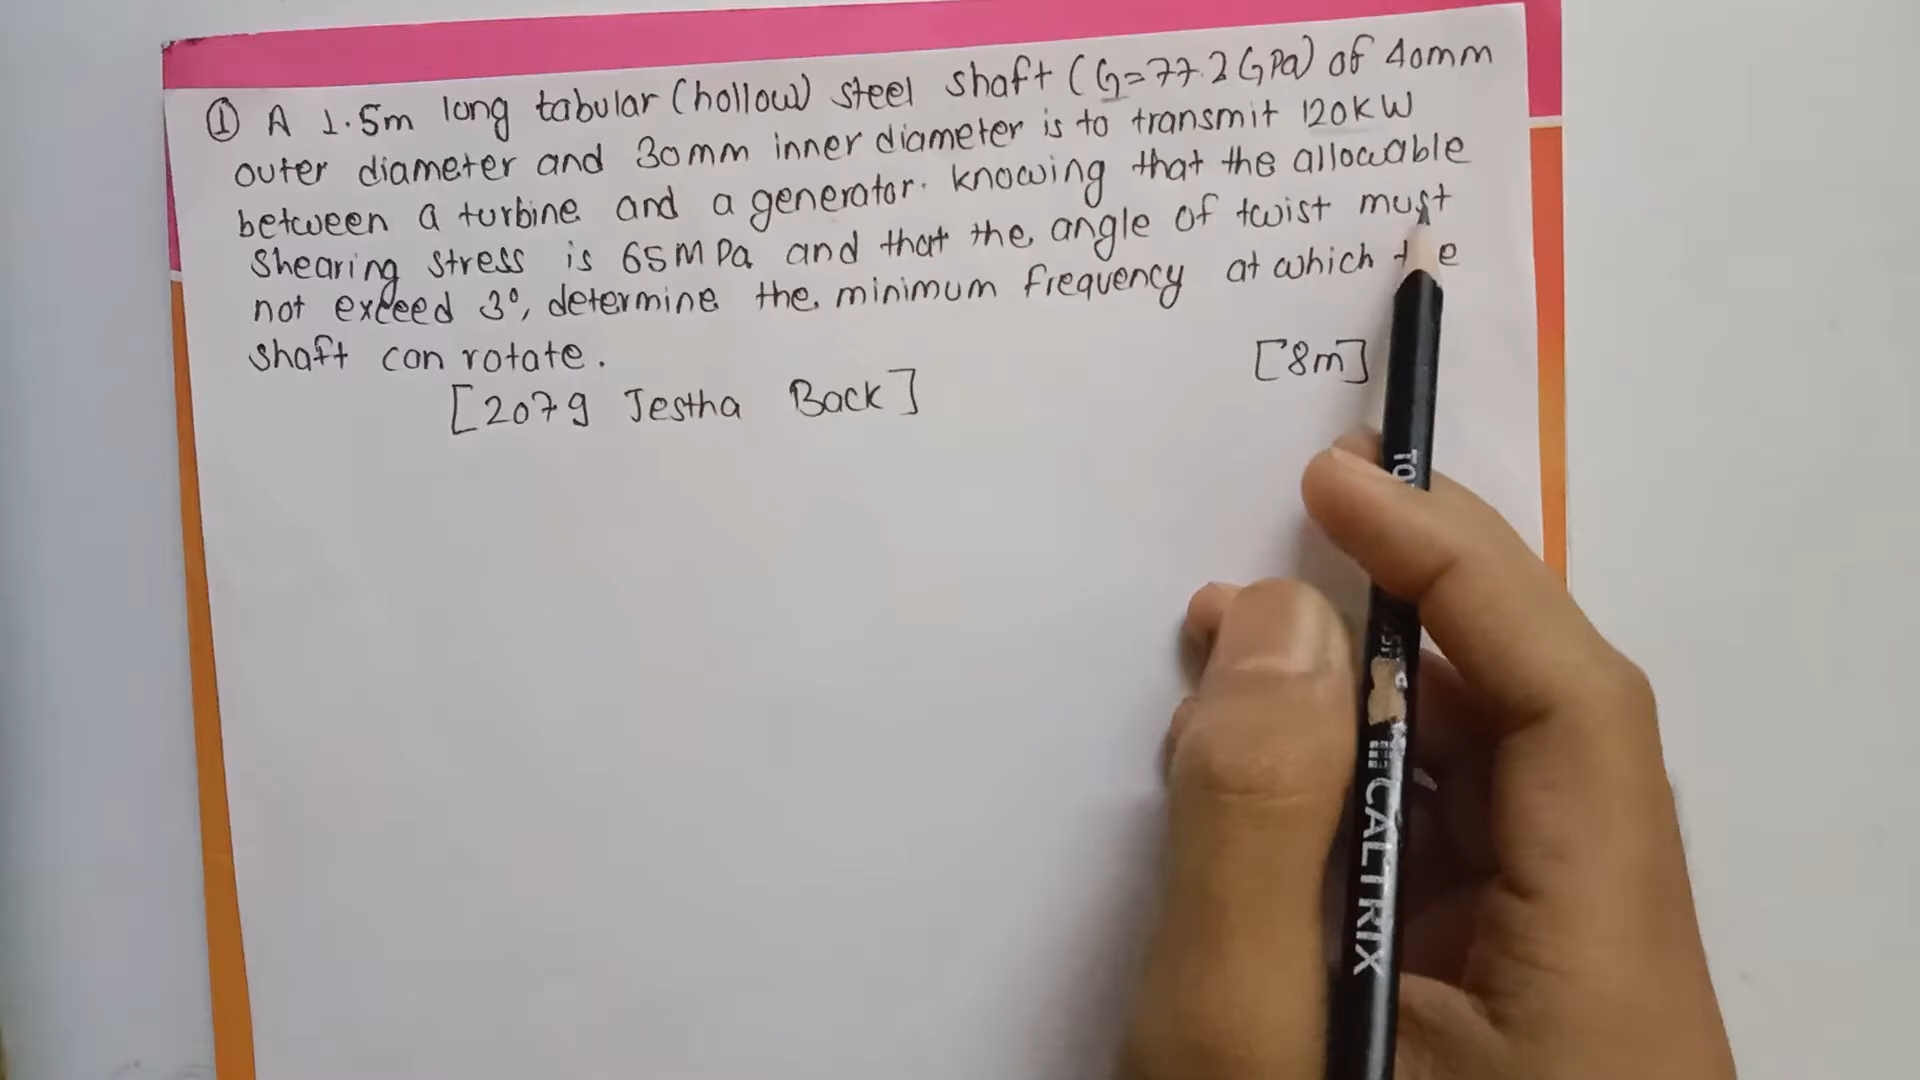 ① A 1.5m long tabular (hollow) steel shaft (G=77.2GPa) of 40mm
outer diameter and 30mm inner diameter is to transmit 120KW
between a turbine and a generator. Knowing that the allowable
shearing stress is 65MPa and that the angle of twist must
not exceed 3°, determine the minimum frequency at which the
shaft can rotate.
[8m]
[2079 Jestha Back]
CALTRIX